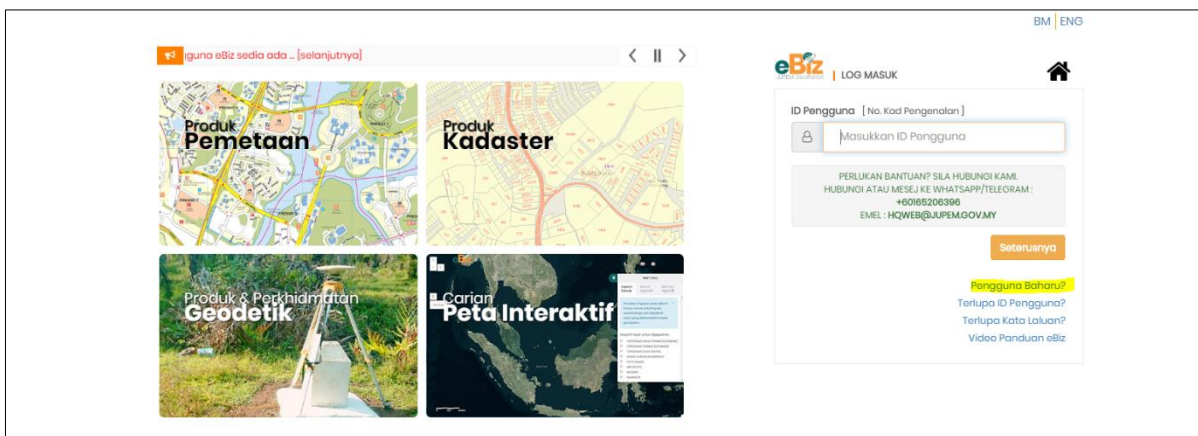 BM | ENG
guna eBiz sedia ada ... [selanjutnya]
Produk
Pemetaan
Produk
Kadaster
Produk & Perkhidmatan
Geodetik
Carian
Peta Interaktif
eBiz
LOG MASUK
ID Pengguna [ No. Kad Pengenalan ]
Masukkan ID Pengguna
PERLUKAN BANTUAN? SILA HUBUNGI KAMI.
HUBUNGI ATAU MESEJ KE WHATSAPP/TELEGRAM :
+60165206396
EMEL : HQWEB@JUPEM.GOV.MY
Seterusnya
Pengguna Baharu?
Terlupa ID Pengguna?
Terlupa Kata Laluan?
Video Panduan eBiz